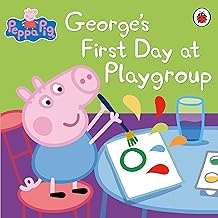 Peppa Pig
George's
First Day at
Playgroup